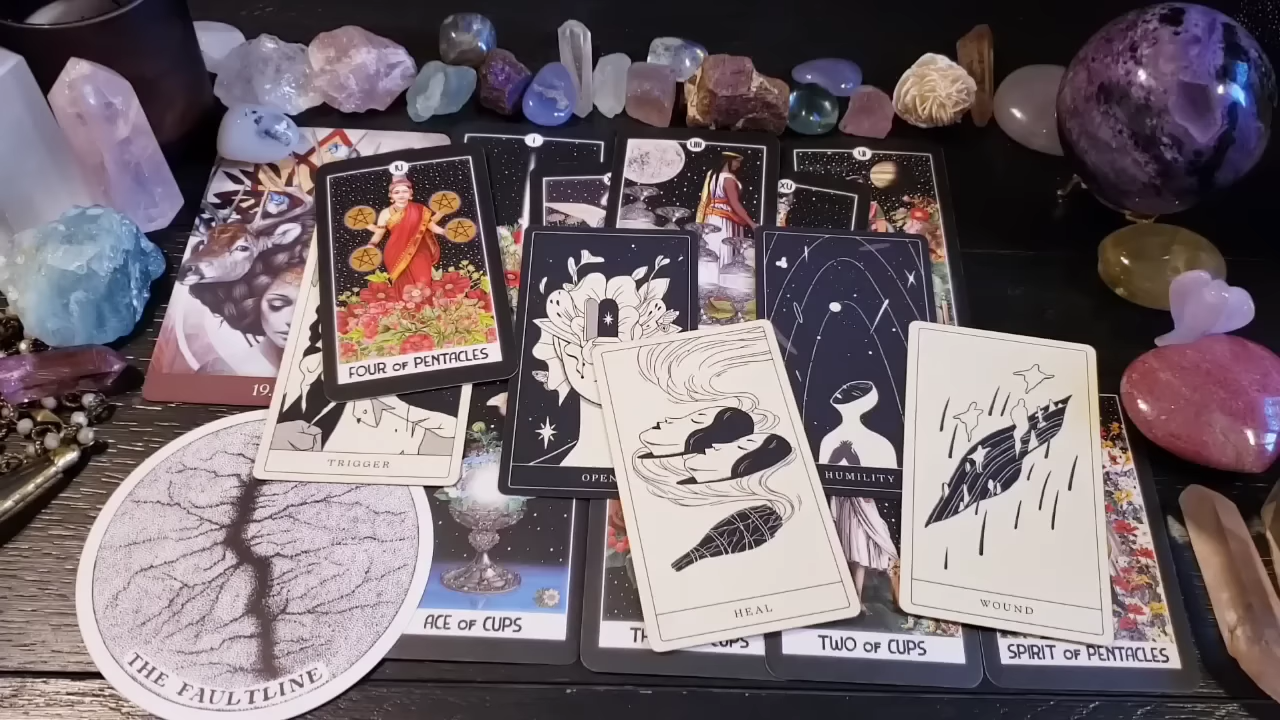 FOUR OF PENTACLES
19
TRIGGER
OPEN
HUMILITY
HEAL
WOUND
ACE OF CUPS
CUPS
TWO OF CUPS
SPIRIT OF PENTACLES
THE FAULTLINE